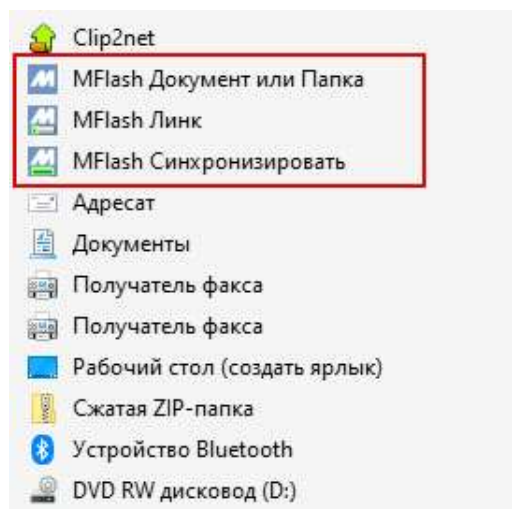 Clip2net
MFlash Документ или Папка
MFlash Линк
MFlash Синхронизировать
Адресат
Документы
Получатель факса
Получатель факса
Рабочий стол (создать ярлык)
Сжатая ZIP-папка
Устройство Bluetooth
DVD RW дисковод (D:)